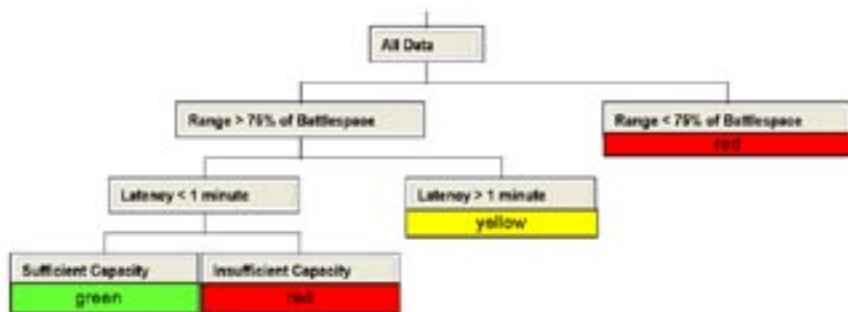 All Data
Range > 75% of Battlespace
Range < 75% of Battlespace
red
Latency < 1 minute
Latency > 1 minute
yellow
Sufficient Capacity
Insufficient Capacity
green
red